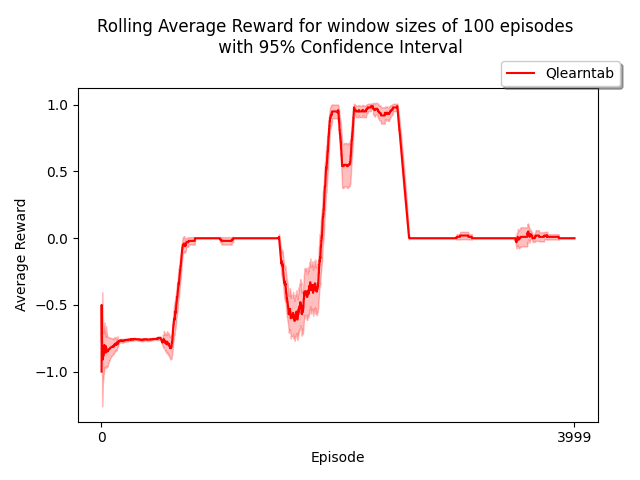 Rolling Average Reward for window sizes of 100 episodes
with 95% Confidence Interval
Qlearntab
1.0
0.5
0.0
−0.5
−1.0
Average Reward
0
3999
Episode